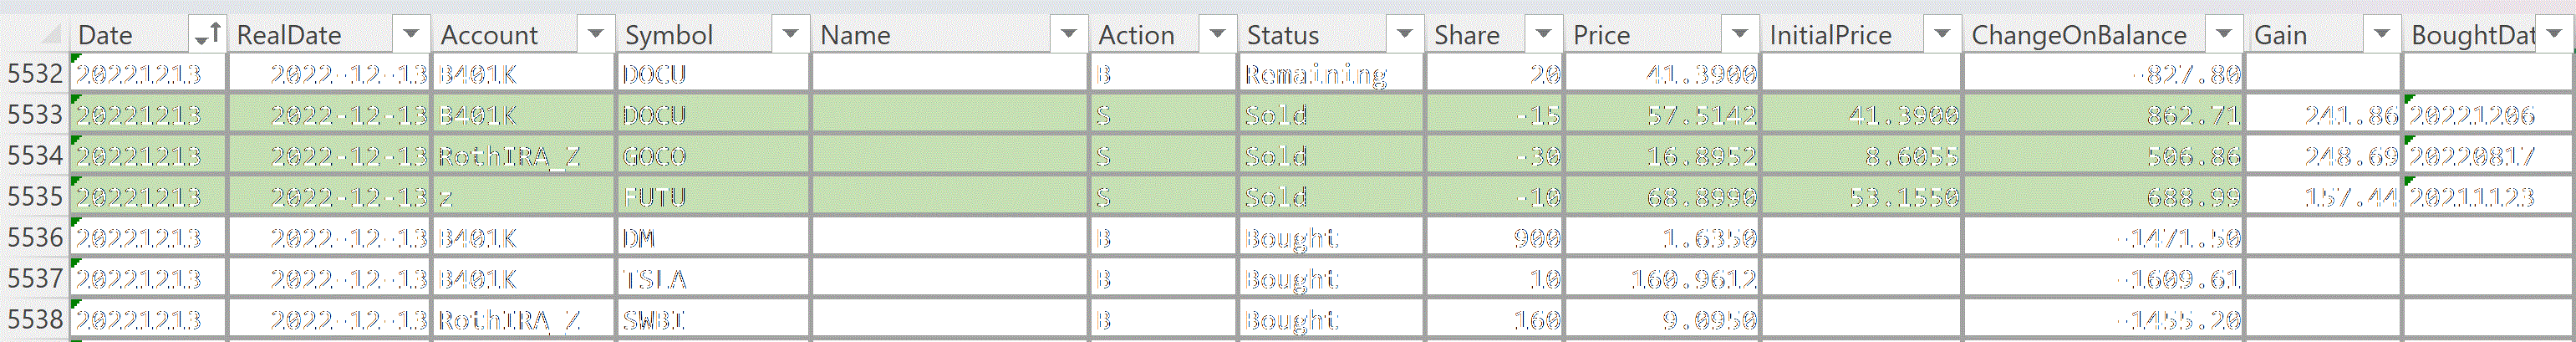 Date RealDate Account Symbol Name Action Status Share Price InitialPrice ChangeOnBalance Gain BoughtDat
5532 20221213 2022-12-13 B401K DOCU B Remaining 20 41.3900 -827.80
5533 20221213 2022-12-13 B401K DOCU S Sold -15 57.5142 41.3900 862.71 241.86 20221206
5534 20221213 2022-12-13 RothIRA_Z GOCO S Sold -30 16.8952 8.6055 506.86 248.69 20220817
5535 20221213 2022-12-13 z FUTU S Sold -10 68.8990 53.1550 688.99 157.44 20211123
5536 20221213 2022-12-13 B401K DM B Bought 900 1.6350 -1471.50
5537 20221213 2022-12-13 B401K TSLA B Bought 10 160.9612 -1609.61
5538 20221213 2022-12-13 RothIRA_Z SWBI B Bought 160 9.0950 -1455.20